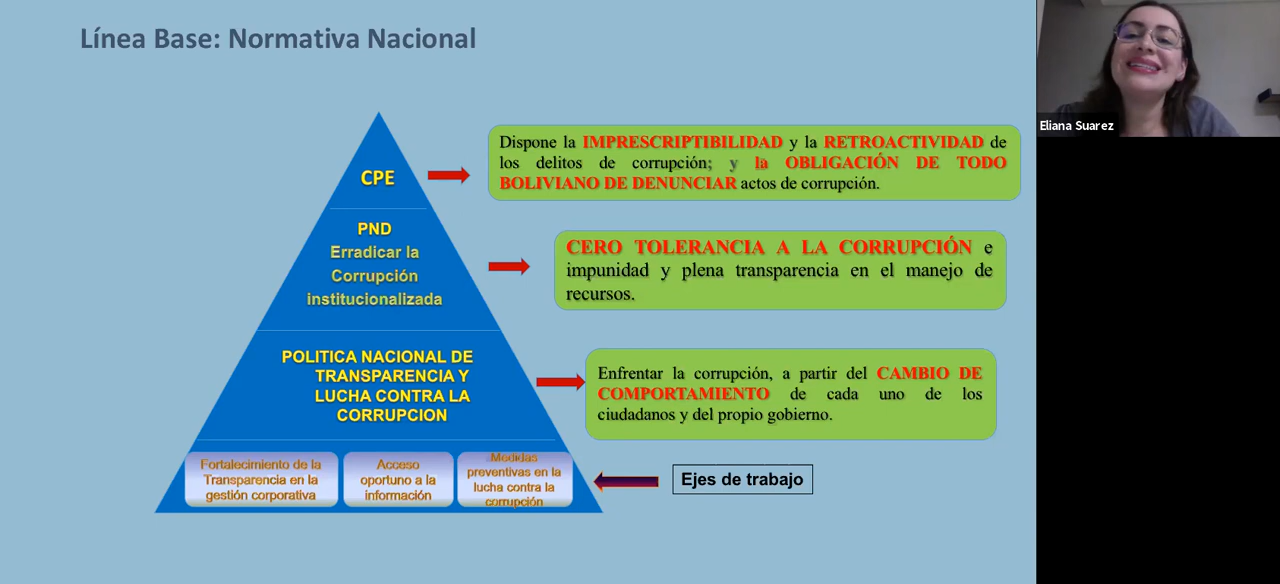 Línea Base: Normativa Nacional
Eliana Suarez
CPE
Dispone la IMPRESCRIPTIBILIDAD y la RETROACTIVIDAD de
los delitos de corrupción; y la OBLIGACIÓN DE TODO
BOLIVIANO DE DENUNCIAR actos de corrupción.
PND
Erradicar la
Corrupción
institucionalizada
CERO TOLERANCIA A LA CORRUPCIÓN e
impunidad y plena transparencia en el manejo de
recursos.
POLITICA NACIONAL DE
TRANSPARENCIA Y
LUCHA CONTRA LA
CORRUPCION
Enfrentar la corrupción, a partir del CAMBIO DE
COMPORTAMIENTO de cada uno de los
ciudadanos y del propio gobierno.
Fortalecimiento de la
Transparencia en la
gestión corporativa
Acceso
oportuno a la
información
Medidas
preventivas en la
lucha contra la
corrupción
Ejes de trabajo